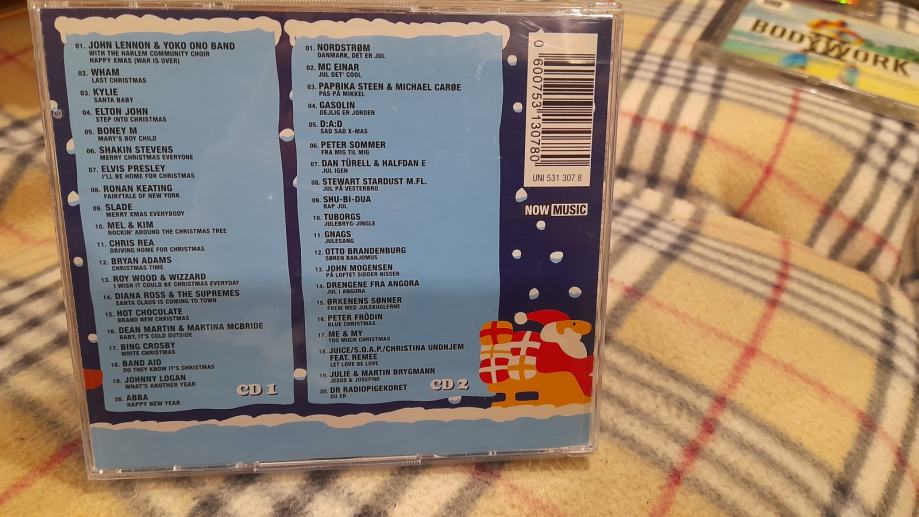 01. JOHN LENNON & YOKO ONO BAND
WITH THE HARLEM COMMUNITY CHOIR
HAPPY XMAS (WAR IS OVER)
02. WHAM
LAST CHRISTMAS
03. KYLIE
SANTA BABY
04. ELTON JOHN
STEP INTO CHRISTMAS
05. BONEY M
MARY'S BOY CHILD
06. SHAKIN STEVENS
MERRY CHRISTMAS EVERYONE
07. ELVIS PRESLEY
I'LL BE HOME FOR CHRISTMAS
08. RONAN KEATING
FAIRYTALE OF NEW YORK
09. SLADE
MERRY XMAS EVERYBODY
10. MEL & KIM
ROCKIN' AROUND THE CHRISTMAS TREE
11. CHRIS REA
DRIVING HOME FOR CHRISTMAS
12. BRYAN ADAMS
CHRISTMAS TIME
13. ROY WOOD & WIZZARD
I WISH IT COULD BE CHRISTMAS EVERYDAY
14. DIANA ROSS & THE SUPREMES
SANTA CLAUS IS COMING TO TOWN
15. HOT CHOCOLATE
BRAND NEW CHRISTMAS
16. DEAN MARTIN & MARTINA MCBRIDE
BABY, IT'S COLD OUTSIDE
17. BING CROSBY
WHITE CHRISTMAS
18. BAND AID
DO THEY KNOW IT'S CHRISTMAS
19. JOHNNY LOGAN
WHAT'S ANOTHER YEAR
20. ABBA
HAPPY NEW YEAR
CD 1
01. NORDSTRØM
DANMARK, DET ER JUL
02. MC EINAR
JUL DET' COOL
03. PAPRIKA STEEN & MICHAEL CARØE
PAS PÅ MIKKEL
04. GASOLIN
DEJLIG ER JORDEN
05. D:A:D
SAD SAD X-MAS
06. PETER SOMMER
FRA MIG TIL MIG
07. DAN TÜRELL & HALFDAN E
JUL IGEN
08. STEWART STARDUST M.FL.
JUL PÅ VESTERBRO
09. SHU-BI-DUA
RAP JUL
10. TUBORGS
JULEBRYG-JINGLE
11. GNAGS
JULESANG
12. OTTO BRANDENBURG
SØREN BANJOMUS
13. JOHN MOGENSEN
PÅ LOFTET SIDDER NISSEN
14. DRENGENE FRA ANGORA
JUL I ANGORA
15. ØRKENENS SØNNER
FREM MED JULEKUGLERNE
16. PETER FRÖDIN
BLUE CHRISTMAS
17. ME & MY
TOO MUCH CHRISTMAS
18. JUICE/S.O.A.P./CHRISTINA UNDHJEM
FEAT. REMEE
LET LOVE BE LOVE
19. JULIE & MARTIN BRYGMANN
JESUS & JOSEFINE
20. DR RADIOPIGEKORET
DU ER
CD 2
0 600753 130780
UNI 531 307 8
NOW MUSIC
BODYWORK